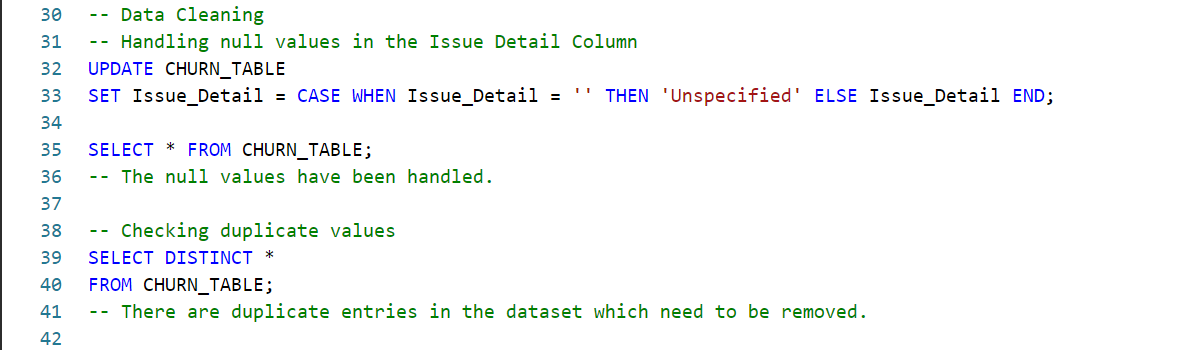 30 -- Data Cleaning
31 -- Handling null values in the Issue Detail Column
32 UPDATE CHURN_TABLE
33 SET Issue_Detail = CASE WHEN Issue_Detail = '' THEN 'Unspecified' ELSE Issue_Detail END;
34
35 SELECT * FROM CHURN_TABLE;
36 -- The null values have been handled.
37
38 -- Checking duplicate values
39 SELECT DISTINCT *
40 FROM CHURN_TABLE;
41 -- There are duplicate entries in the dataset which need to be removed.
42